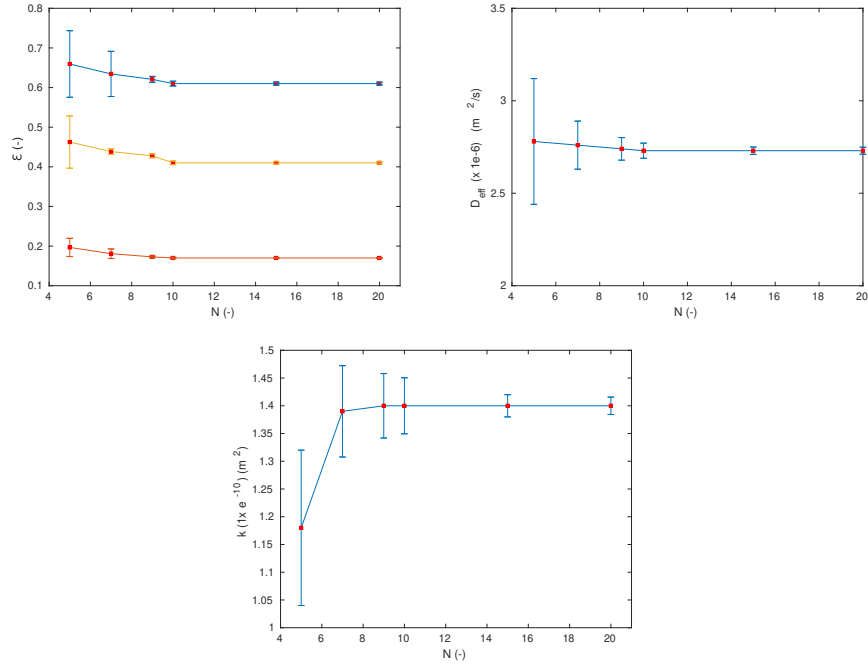 0.8
0.7
0.6
0.5
0.4
0.3
0.2
0.1
ε (-)
4 6 8 10 12 14 16 18 20
N (-)
3.5
3
2.5
2
D eff (x 1e-6) (m 2/s)
4 6 8 10 12 14 16 18 20
N (-)
1.5
1.45
1.4
1.35
1.3
1.25
1.2
1.15
1.1
1.05
1
k (1x e -10) (m 2)
4 6 8 10 12 14 16 18 20
N (-)